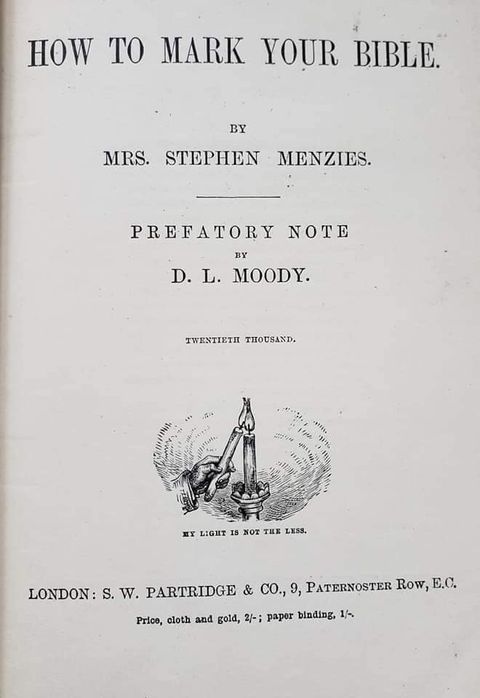 HOW TO MARK YOUR BIBLE.
BY
MRS. STEPHEN MENZIES.
PREFATORY NOTE
BY
D. L. MOODY.
TWENTIETH THOUSAND.
MY LIGHT IS NOT THE LESS.
LONDON: S. W. PARTRIDGE & CO., 9, PATERNOSTER ROW, E.C.
Price, cloth and gold, 2/-; paper binding, 1/-.